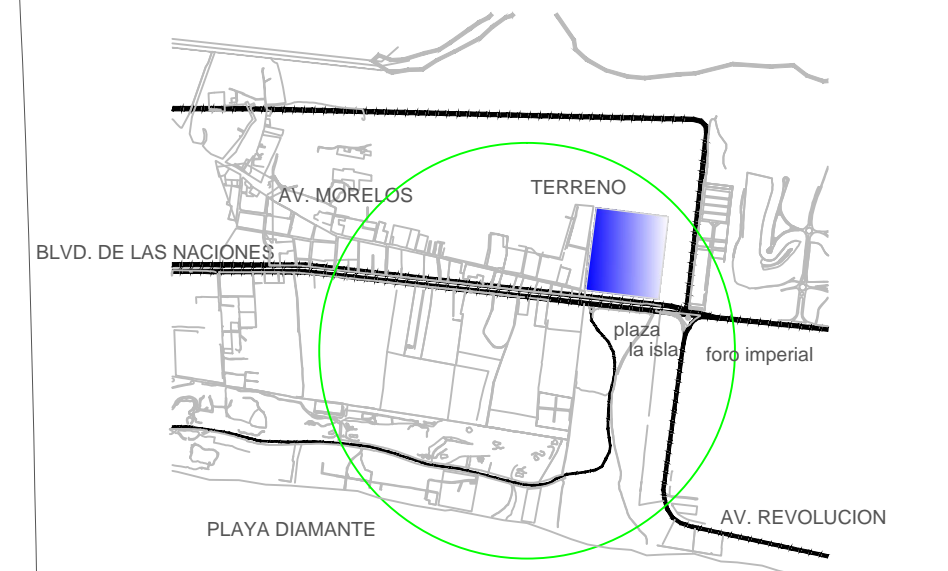 TERRENO
AV. MORELOS
BLVD. DE LAS NACIONES
plaza
la isla
foro imperial
AV. REVOLUCION
PLAYA DIAMANTE